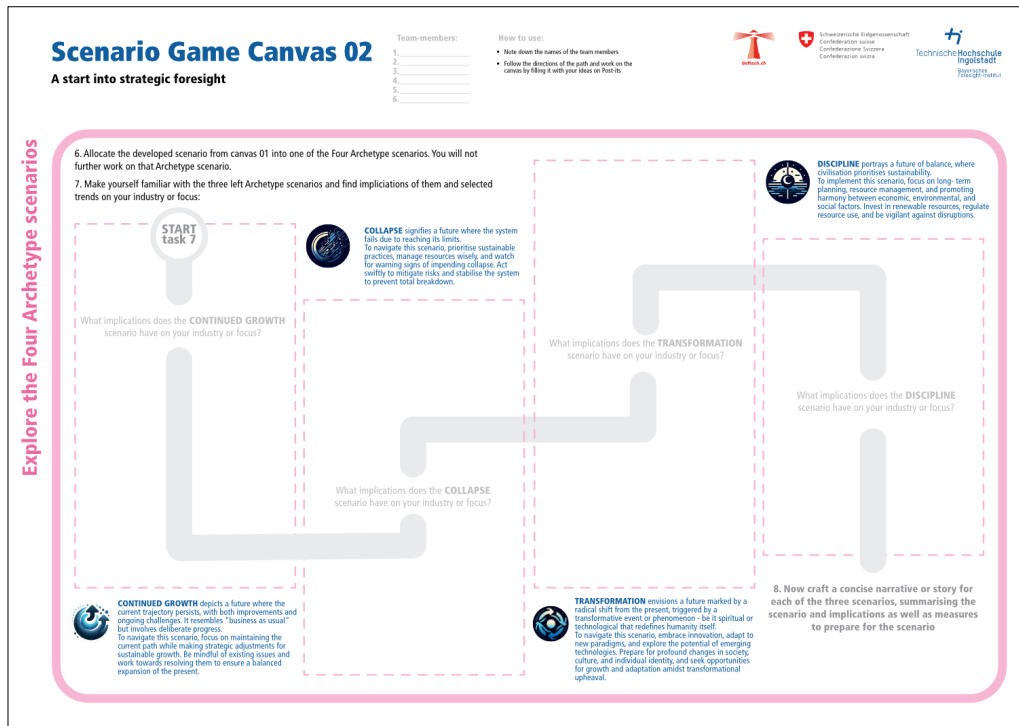 Scenario Game Canvas 02
A start into strategic foresight
Team-members:
1.
2.
3.
4.
5.
6.
How to use:
• Note down the names of the team members
• Follow the directions of the path and work on the
canvas by filling it with your ideas on Post-its
deftech.ch
Schweizerische Eidgenossenschaft
Confédération suisse
Confederazione Svizzera
Confederaziun svizra
Technische Hochschule
Ingolstadt
Bayerisches
Foresight-Institut
Explore the Four Archetype scenarios
6. Allocate the developed scenario from canvas 01 into one of the Four Archetype scenarios. You will not
further work on that Archetype scenario.
7. Make yourself familiar with the three left Archetype scenarios and find impliciations of them and selected
trends on your industry or focus:
START
task 7
What implications does the CONTINUED GROWTH
scenario have on your industry or focus?
CONTINUED GROWTH depicts a future where the
current trajectory persists, with both improvements and
ongoing challenges. It resembles "business as usual"
but involves deliberate progress.
To navigate this scenario, focus on maintaining the
current path while making strategic adjustments for
sustainable growth. Be mindful of existing issues and
work towards resolving them to ensure a balanced
expansion of the present.
COLLAPSE signifies a future where the system
fails due to reaching its limits.
To navigate this scenario, prioritise sustainable
practices, manage resources wisely, and watch
for warning signs of impending collapse. Act
swiftly to mitigate risks and stabilise the system
to prevent total breakdown.
What implications does the COLLAPSE
scenario have on your industry or focus?
What implications does the TRANSFORMATION
scenario have on your industry or focus?
TRANSFORMATION envisions a future marked by a
radical shift from the present, triggered by a
transformative event or phenomenon - be it spiritual or
technological that redefines humanity itself.
To navigate this scenario, embrace innovation, adapt to
new paradigms, and explore the potential of emerging
technologies. Prepare for profound changes in society,
culture, and individual identity, and seek opportunities
for growth and adaptation amidst transformational
upheaval.
DISCIPLINE portrays a future of balance, where
civilisation prioritises sustainability.
To implement this scenario, focus on long- term
planning, resource management, and promoting
harmony between economic, environmental, and
social factors. Invest in renewable resources, regulate
resource use, and be vigilant against disruptions.
What implications does the DISCIPLINE
scenario have on your industry or focus?
8. Now craft a concise narrative or story for
each of the three scenarios, summarising the
scenario and implications as well as measures
to prepare for the scenario